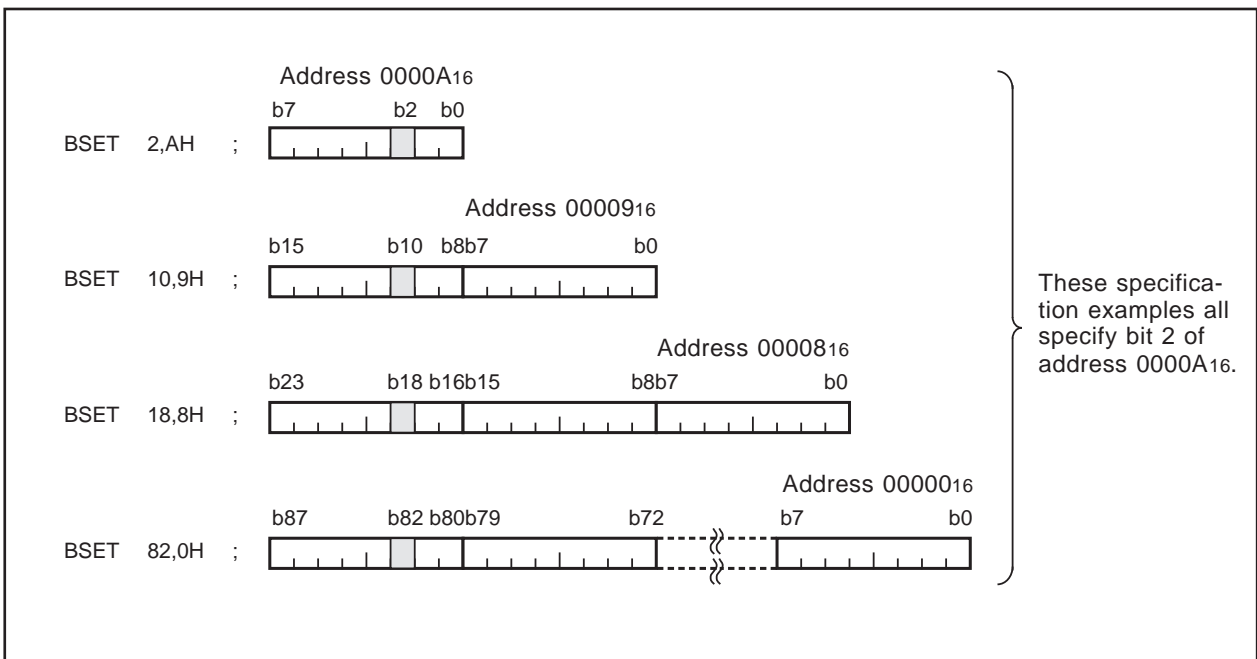 Address 0000A16
b7 b2 b0
BSET 2,AH ;
Address 0000916
b15 b10 b8b7 b0
BSET 10,9H ;
Address 0000816
b23 b18 b16b15 b8b7 b0
BSET 18,8H ;
Address 0000016
b87 b82 b80b79 b72 b7 b0
BSET 82,0H ;
These specifica-
tion examples all
specify bit 2 of
address 0000A16.